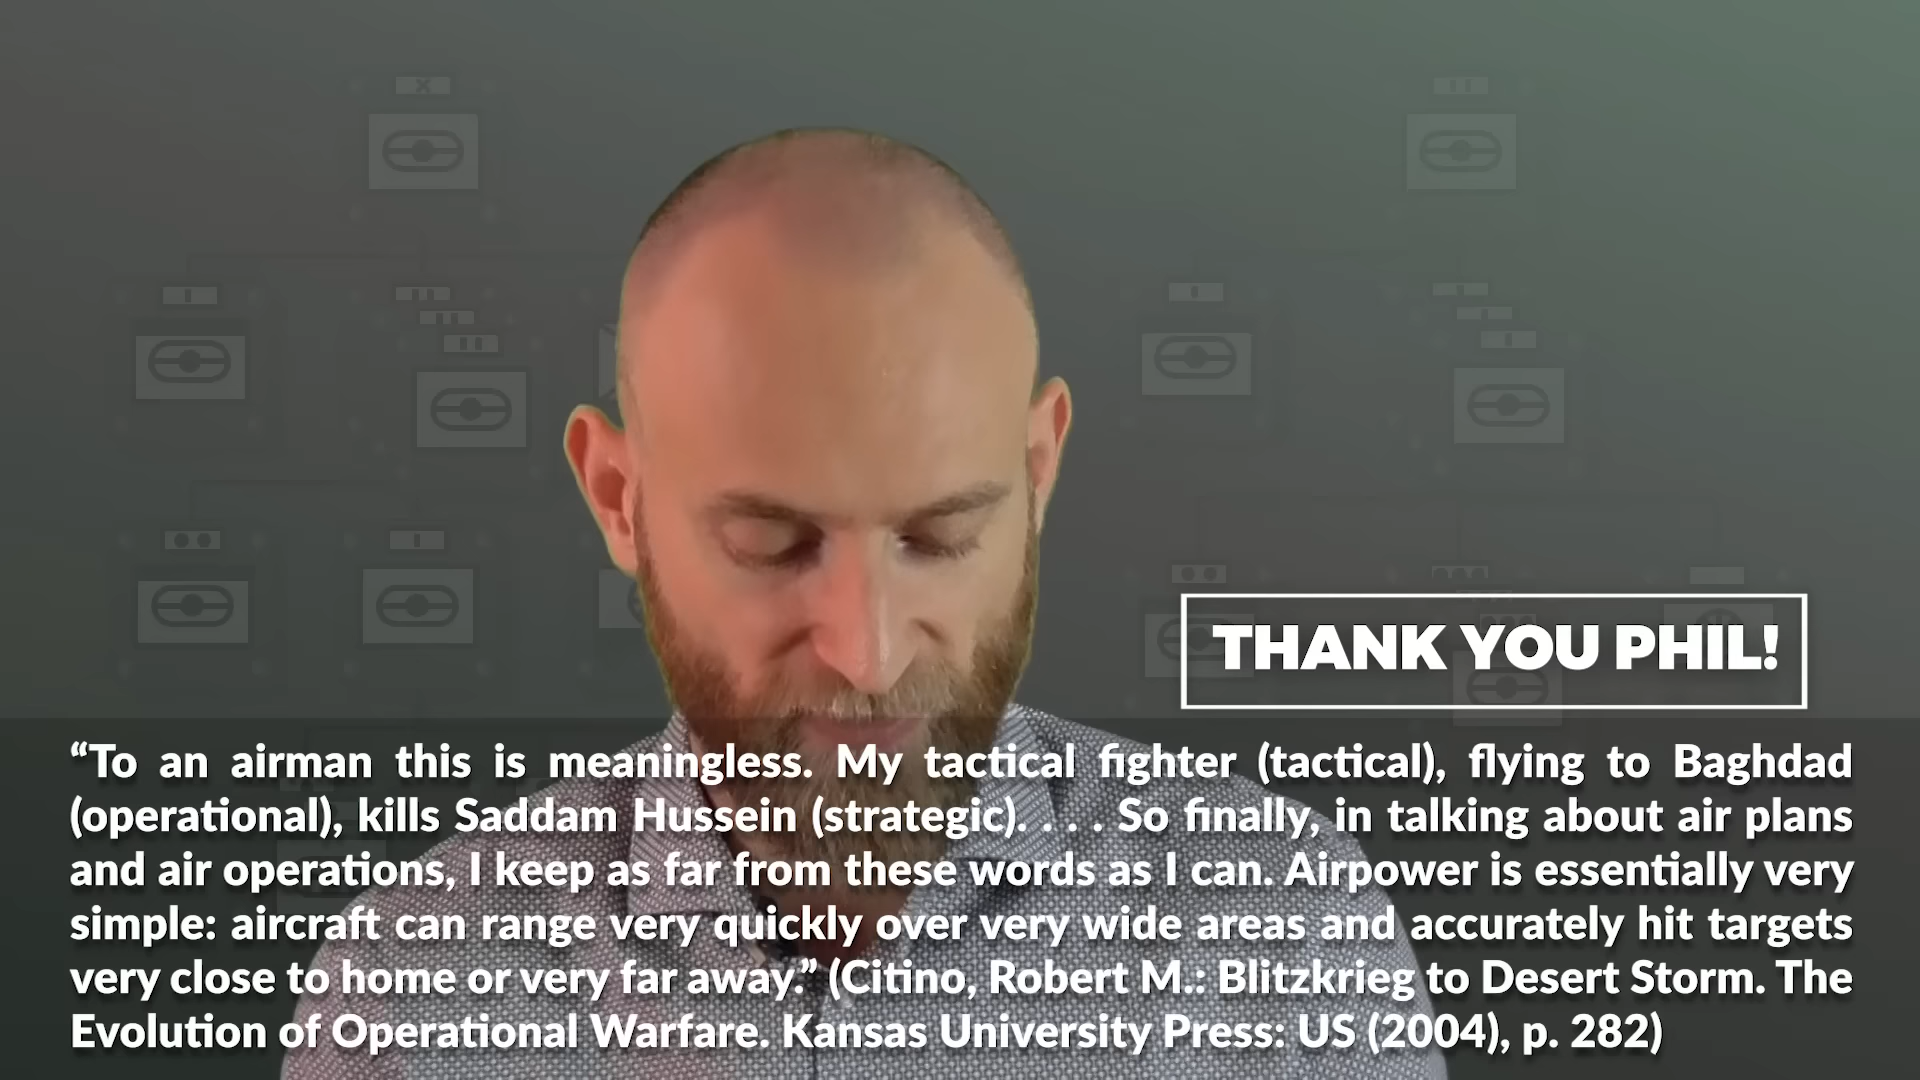 THANK YOU PHIL!
“To an airman this is meaningless. My tactical fighter (tactical), flying to Baghdad
(operational), kills Saddam Hussein (strategic). . . . So finally, in talking about air plans
and air operations, I keep as far from these words as I can. Airpower is essentially very
simple: aircraft can range very quickly over very wide areas and accurately hit targets
very close to home or very far away.” (Citino, Robert M.: Blitzkrieg to Desert Storm. The
Evolution of Operational Warfare. Kansas University Press: US (2004), p. 282)